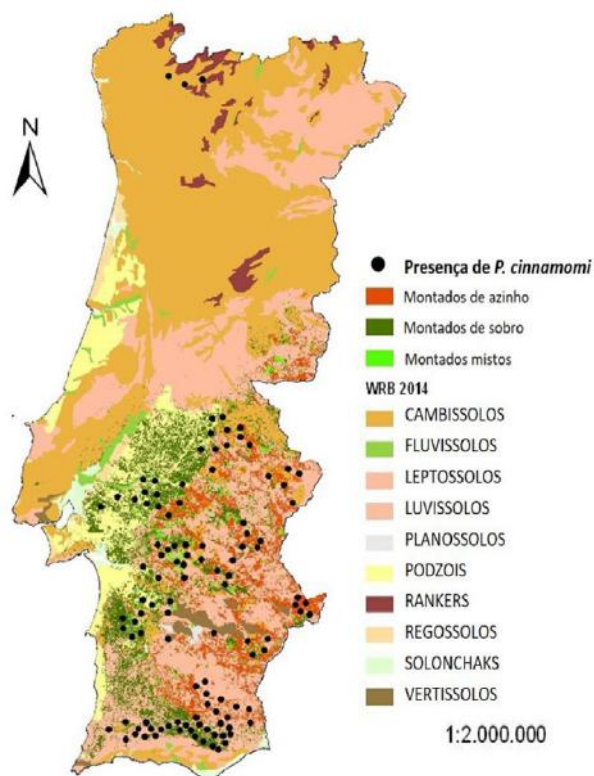 N
Presença de P. cinnamomi
Montados de azinho
Montados de sobro
Montados mistos
WRB 2014
CAMBISSOLOS
FLUVISSOLOS
LEPTOSSOLOS
LUVISSOLOS
PLANOSSOLOS
PODZOIS
RANKERS
REGOSSOLOS
SOLONCHAKS
VERTISSOLOS
1:2.000.000